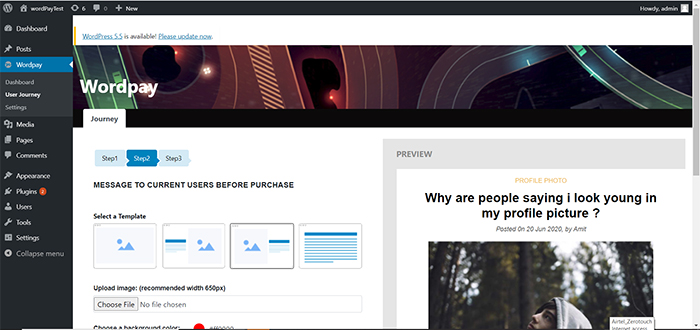 wordPayTest 6 0 + New Howdy, admin
Dashboard
Posts
Wordpay
Dashboard
User Journey
Settings
Media
Pages
Comments
Appearance
Plugins 2
Users
Tools
Settings
Collapse menu
WordPress 5.5 is available! Please update now.
Wordpay
Journey
Step1 Step2 Step3
MESSAGE TO CURRENT USERS BEFORE PURCHASE
Select a Template
Upload image: (recommended width 650px)
Choose File No file chosen
Choose a background color:
PREVIEW
PROFILE PHOTO
Why are people saying i look young in
my profile picture ?
Posted 0n 20 Jun 2020, by Amit
Airtel_Zerotouch
Internet access